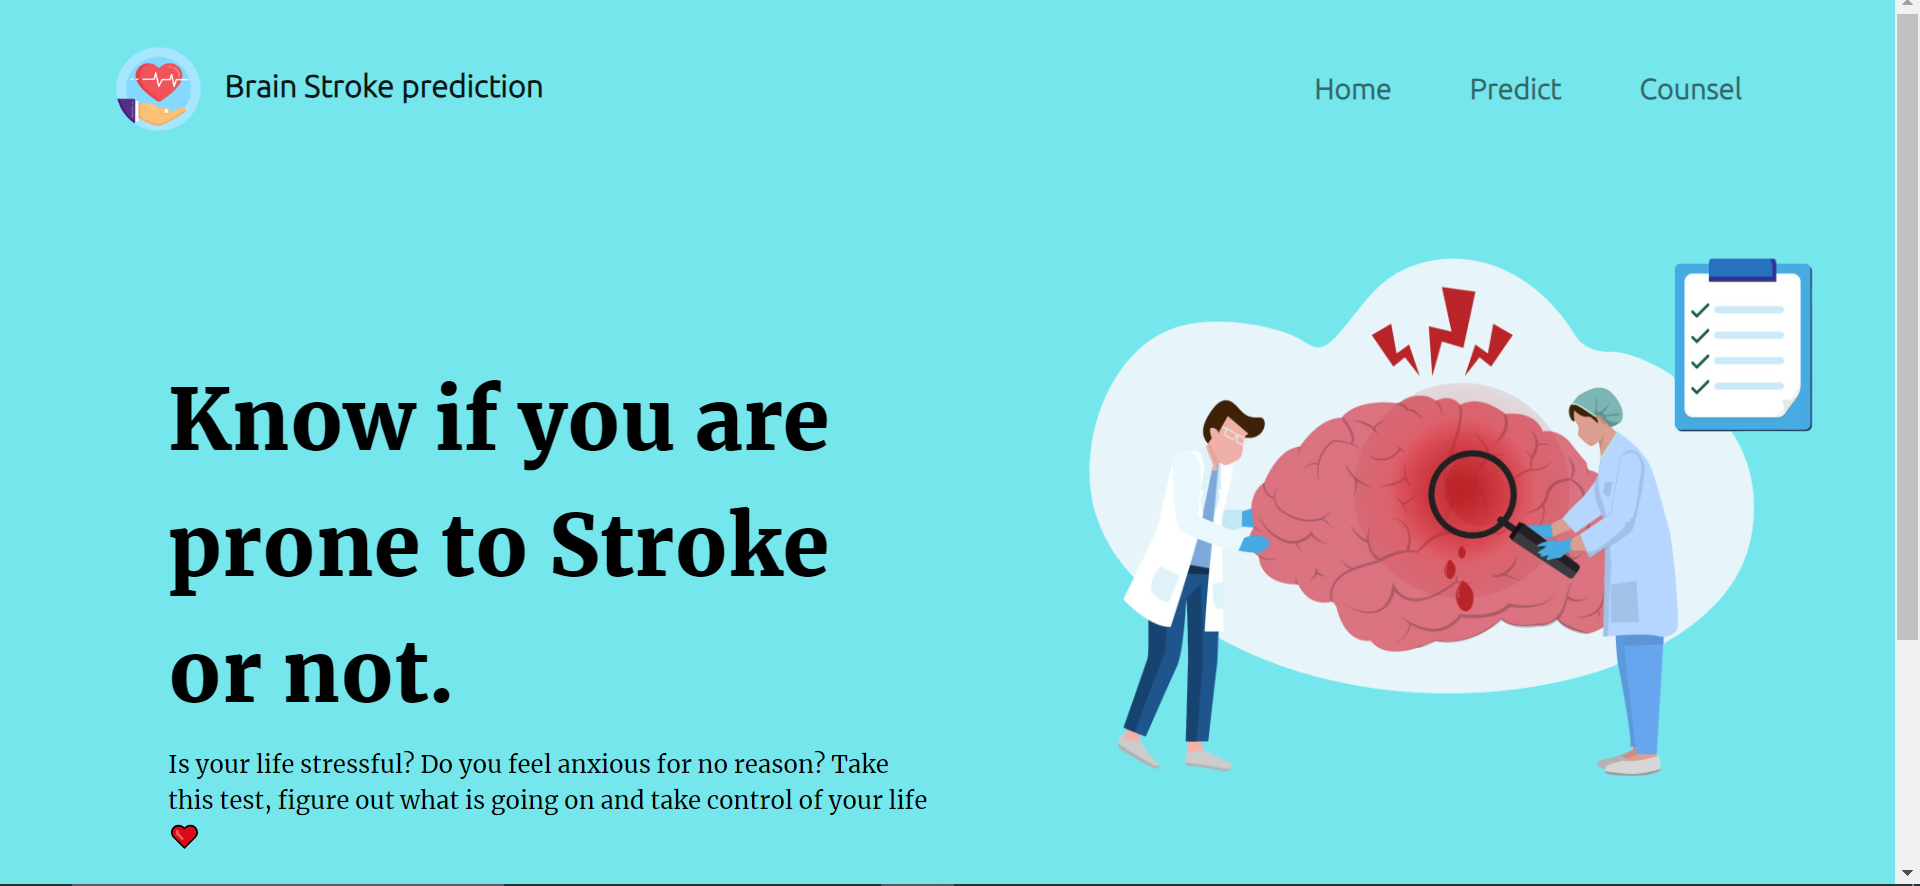 Brain Stroke prediction
Home
Predict
Counsel
Know if you are
prone to Stroke
or not.
Is your life stressful? Do you feel anxious for no reason? Take
this test, figure out what is going on and take control of your life